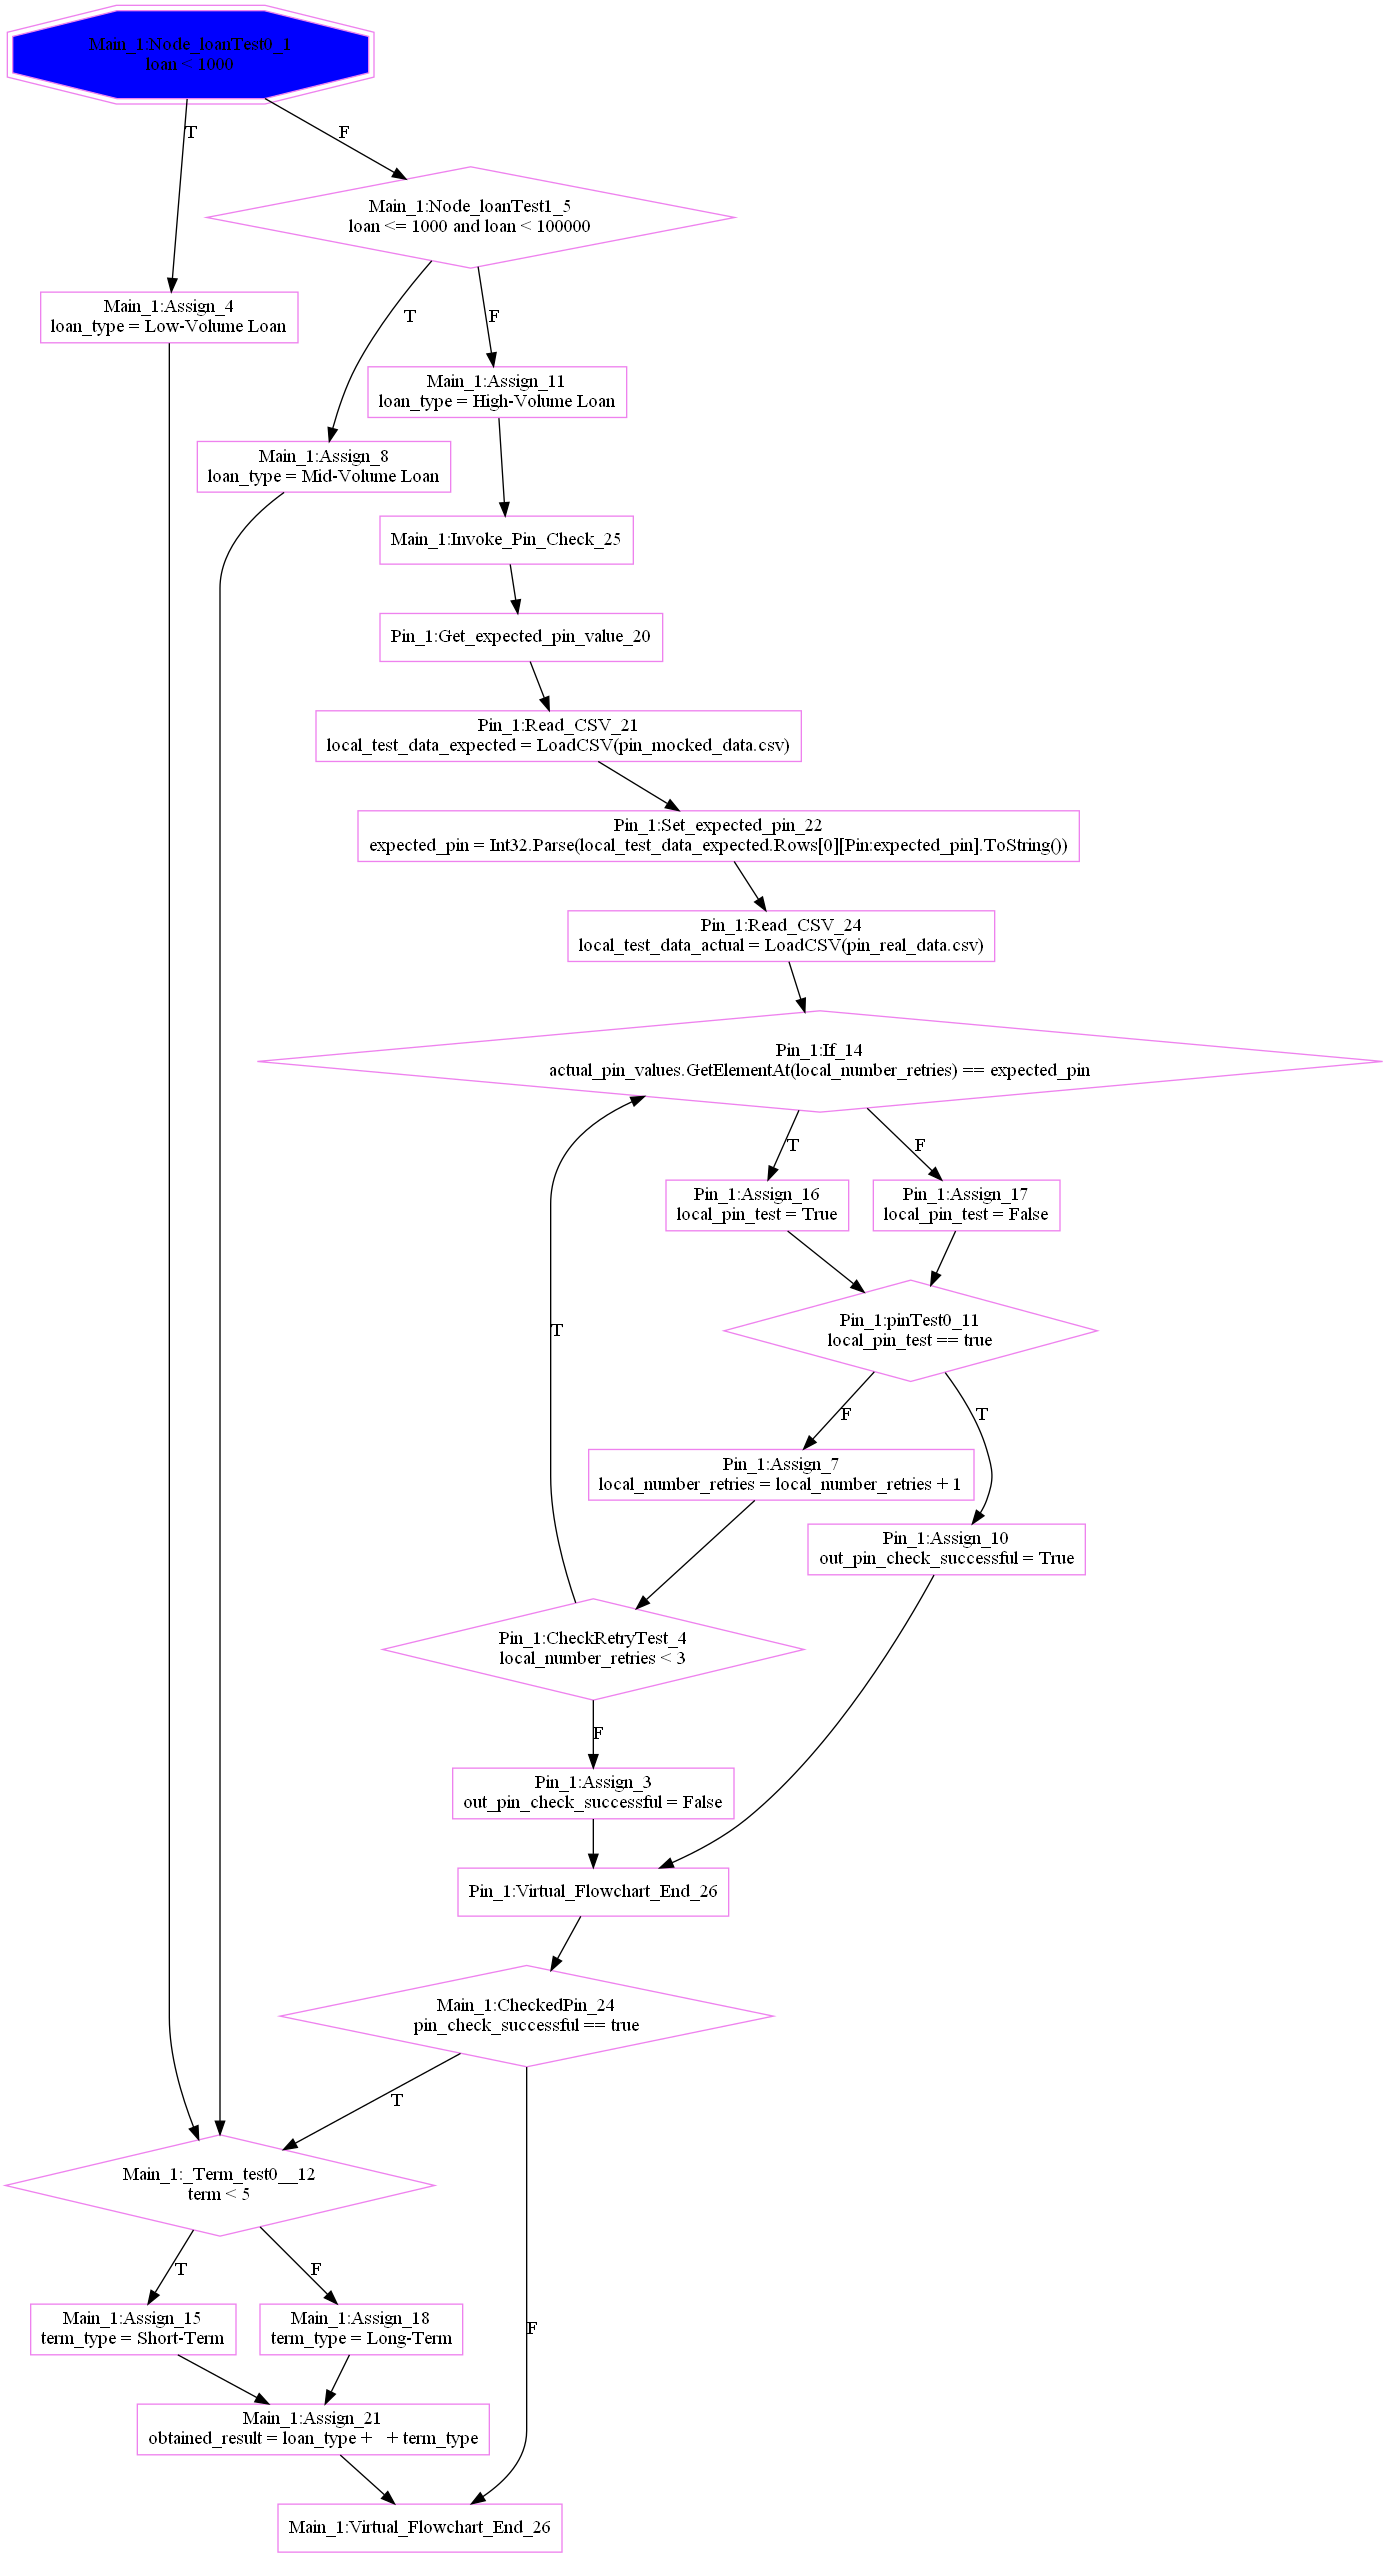 Main_1:Node_loanTest0_1
loan < 1000
T
F
Main_1:Node_loanTest1_5
loan <= 1000 and loan < 100000
Main_1:Assign_4
loan_type = Low-Volume Loan
T
F
Main_1:Assign_11
loan_type = High-Volume Loan
Main_1:Assign_8
loan_type = Mid-Volume Loan
Main_1:Invoke_Pin_Check_25
Pin_1:Get_expected_pin_value_20
Pin_1:Read_CSV_21
local_test_data_expected = LoadCSV(pin_mocked_data.csv)
Pin_1:Set_expected_pin_22
expected_pin = Int32.Parse(local_test_data_expected.Rows[0][Pin:expected_pin].ToString())
Pin_1:Read_CSV_24
local_test_data_actual = LoadCSV(pin_real_data.csv)
Pin_1:If_14
actual_pin_values.GetElementAt(local_number_retries) == expected_pin
T
F
Pin_1:Assign_16
local_pin_test = True
Pin_1:Assign_17
local_pin_test = False
T
Pin_1:pinTest0_11
local_pin_test == true
F
T
Pin_1:Assign_7
local_number_retries = local_number_retries + 1
Pin_1:Assign_10
out_pin_check_successful = True
Pin_1:CheckRetryTest_4
local_number_retries < 3
F
Pin_1:Assign_3
out_pin_check_successful = False
Pin_1:Virtual_Flowchart_End_26
Main_1:CheckedPin_24
pin_check_successful == true
T
Main_1:_Term_test0__12
term < 5
T
F
F
Main_1:Assign_15
term_type = Short-Term
Main_1:Assign_18
term_type = Long-Term
Main_1:Assign_21
obtained_result = loan_type +   + term_type
Main_1:Virtual_Flowchart_End_26